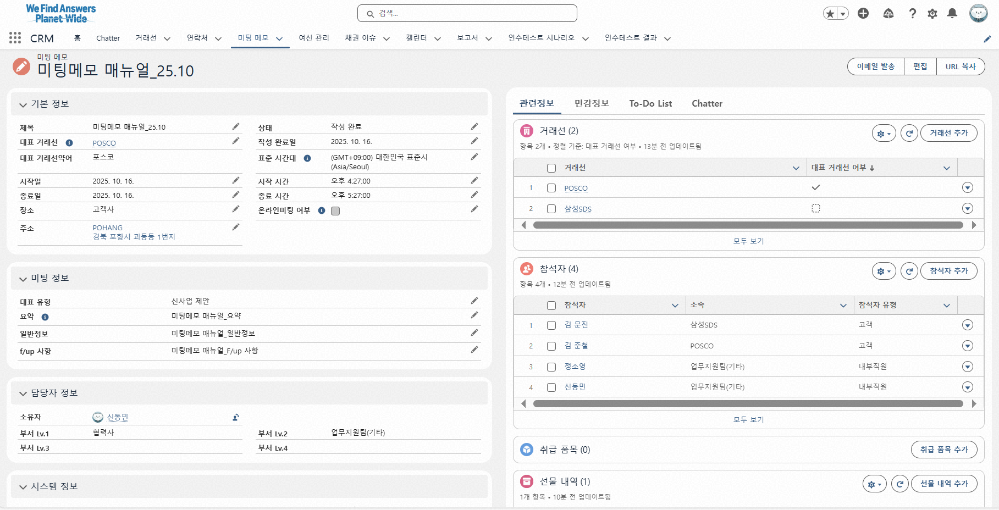 We Find Answers
Planet Wide
검색...
CRM
홈
Chatter
거래선
연락처
미팅 메모
여신 관리
채권 이슈
캘린더
보고서
인수테스트 시나리오
인수테스트 결과
미팅 메모
미팅메모 매뉴얼_25.10
이메일 발송
편집
URL 복사
기본 정보
제목 미팅메모 매뉴얼_25.10
상태 작성 완료
대표 거래선 POSCO
작성 완료일 2025. 10. 16.
대표 거래선약어 포스코
표준 시간대 (GMT+09:00) 대한민국 표준시
(Asia/Seoul)
시작일 2025. 10. 16.
시작 시간 오후 4:27:00
종료일 2025. 10. 16.
종료 시간 오후 5:27:00
장소 고객사
온라인미팅 여부
주소 POHANG
경북 포항시 괴동동 1번지
미팅 정보
대표 유형 신사업 제안
요약 미팅메모 매뉴얼_요약
일반정보 미팅메모 매뉴얼_일반정보
f/up 사항 미팅메모 매뉴얼_F/up 사항
담당자 정보
소유자 신동민
부서 Lv.1 협력사
부서 Lv.2 업무지원팀(기타)
부서 Lv.3
부서 Lv.4
시스템 정보
관련정보
민감정보
To-Do List
Chatter
거래선 (2)
거래선 추가
항목 2개 • 정렬 기준: 대표 거래선 여부 • 13분 전 업데이트됨
거래선 대표 거래선 여부
1 POSCO
2 삼성SDS
모두 보기
참석자 (4)
참석자 추가
항목 4개 • 12분 전 업데이트됨
참석자 소속 참석자 유형
1 김 문진 삼성SDS 고객
2 김 준철 POSCO 고객
3 정소영 업무지원팀(기타) 내부직원
4 신동민 업무지원팀(기타) 내부직원
모두 보기
취급 품목 (0)
취급 품목 추가
선물 내역 (1)
선물 내역 추가
1개 항목 • 10분 전 업데이트됨